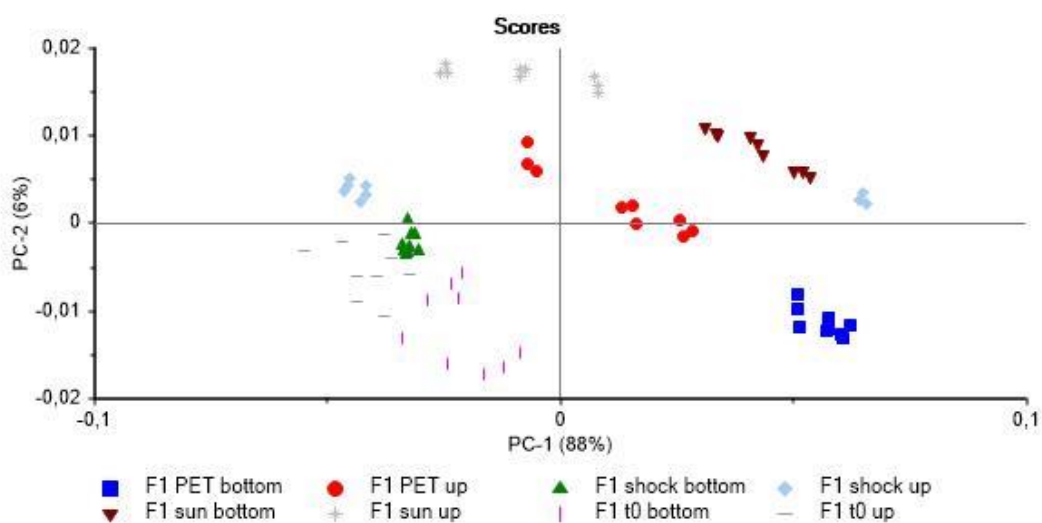 Scores
0,02
0,01
0
-0,01
-0,02
PC-2 (6%)
-0,1 0 0,1
PC-1 (88%)
F1 PET bottom F1 PET up F1 shock bottom F1 shock up
F1 sun bottom F1 sun up F1 t0 bottom F1 t0 up